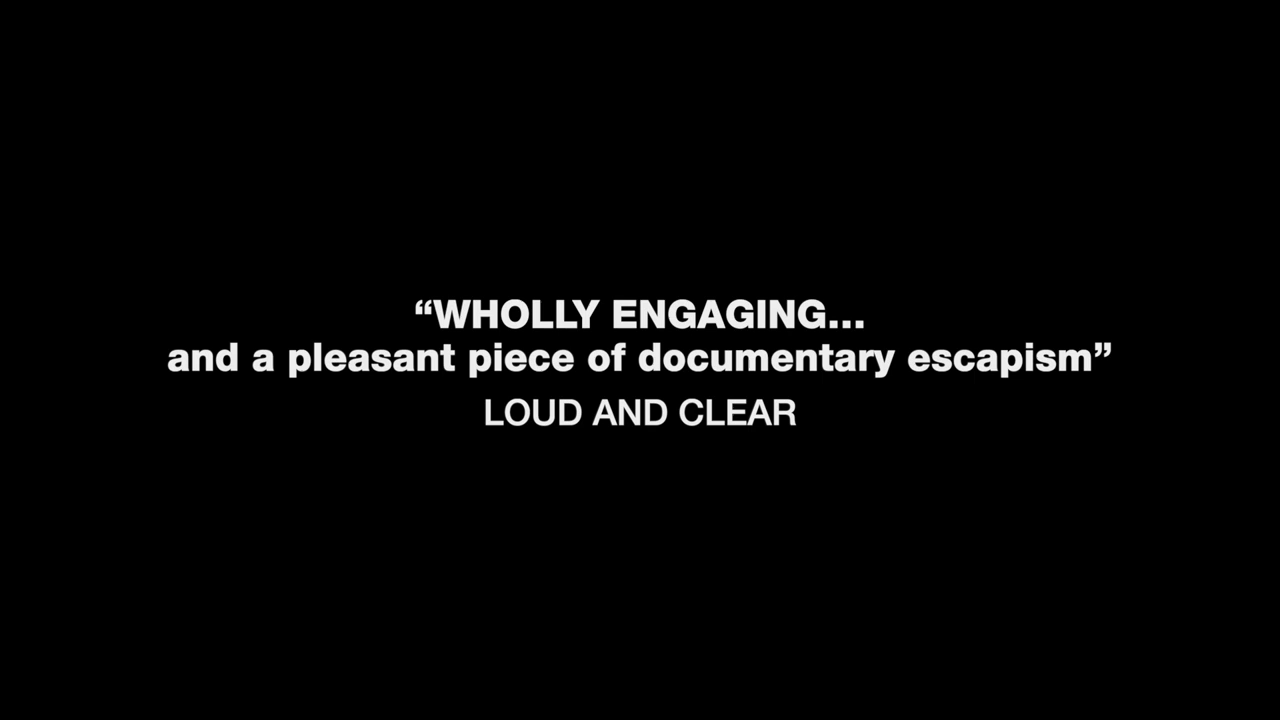 “WHOLLY ENGAGING...
and a pleasant piece of documentary escapism”
LOUD AND CLEAR